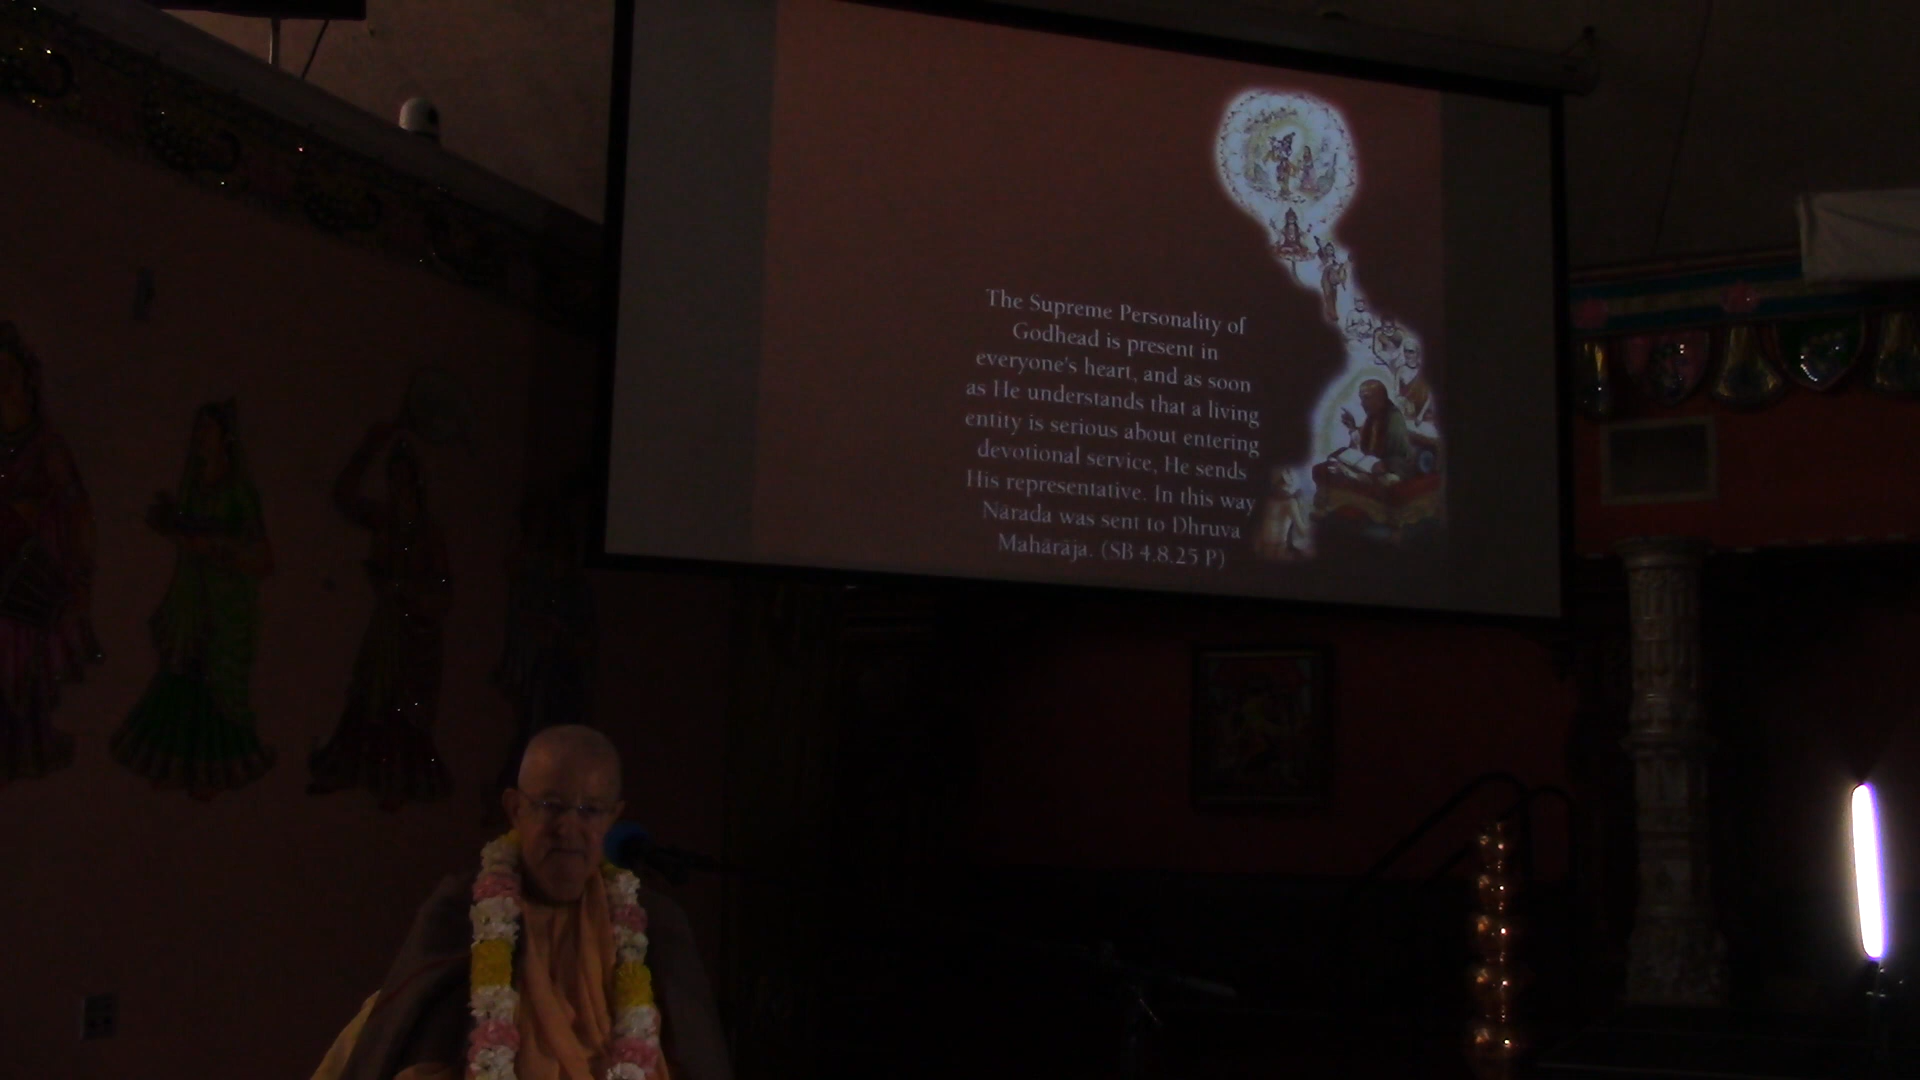 The Supreme Personality of
Godhead is present in
everyone's heart, and as soon
as He understands that a living
entity is serious about entering
devotional service, He sends
His representative. In this way
Nārada was sent to Dhruva
Mahārāja. (SB 4.8.25 P)